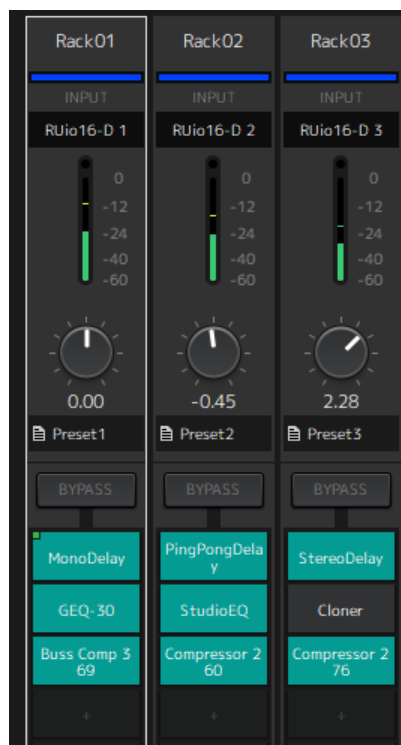 Rack01 Rack02 Rack03
INPUT INPUT INPUT
RUio16-D 1 RUio16-D 2 RUio16-D 3
0 0 0
-12 -12 -12
-24 -24 -24
-40 -40 -40
-60 -60 -60
0.00 -0.45 2.28
Preset1 Preset2 Preset3
BYPASS BYPASS BYPASS
MonoDelay PingPongDela StereoDelay
y
GEQ-30 StudioEQ Cloner
Buss Comp 3 Compressor 2 Compressor 2
69 60 76
+ + +